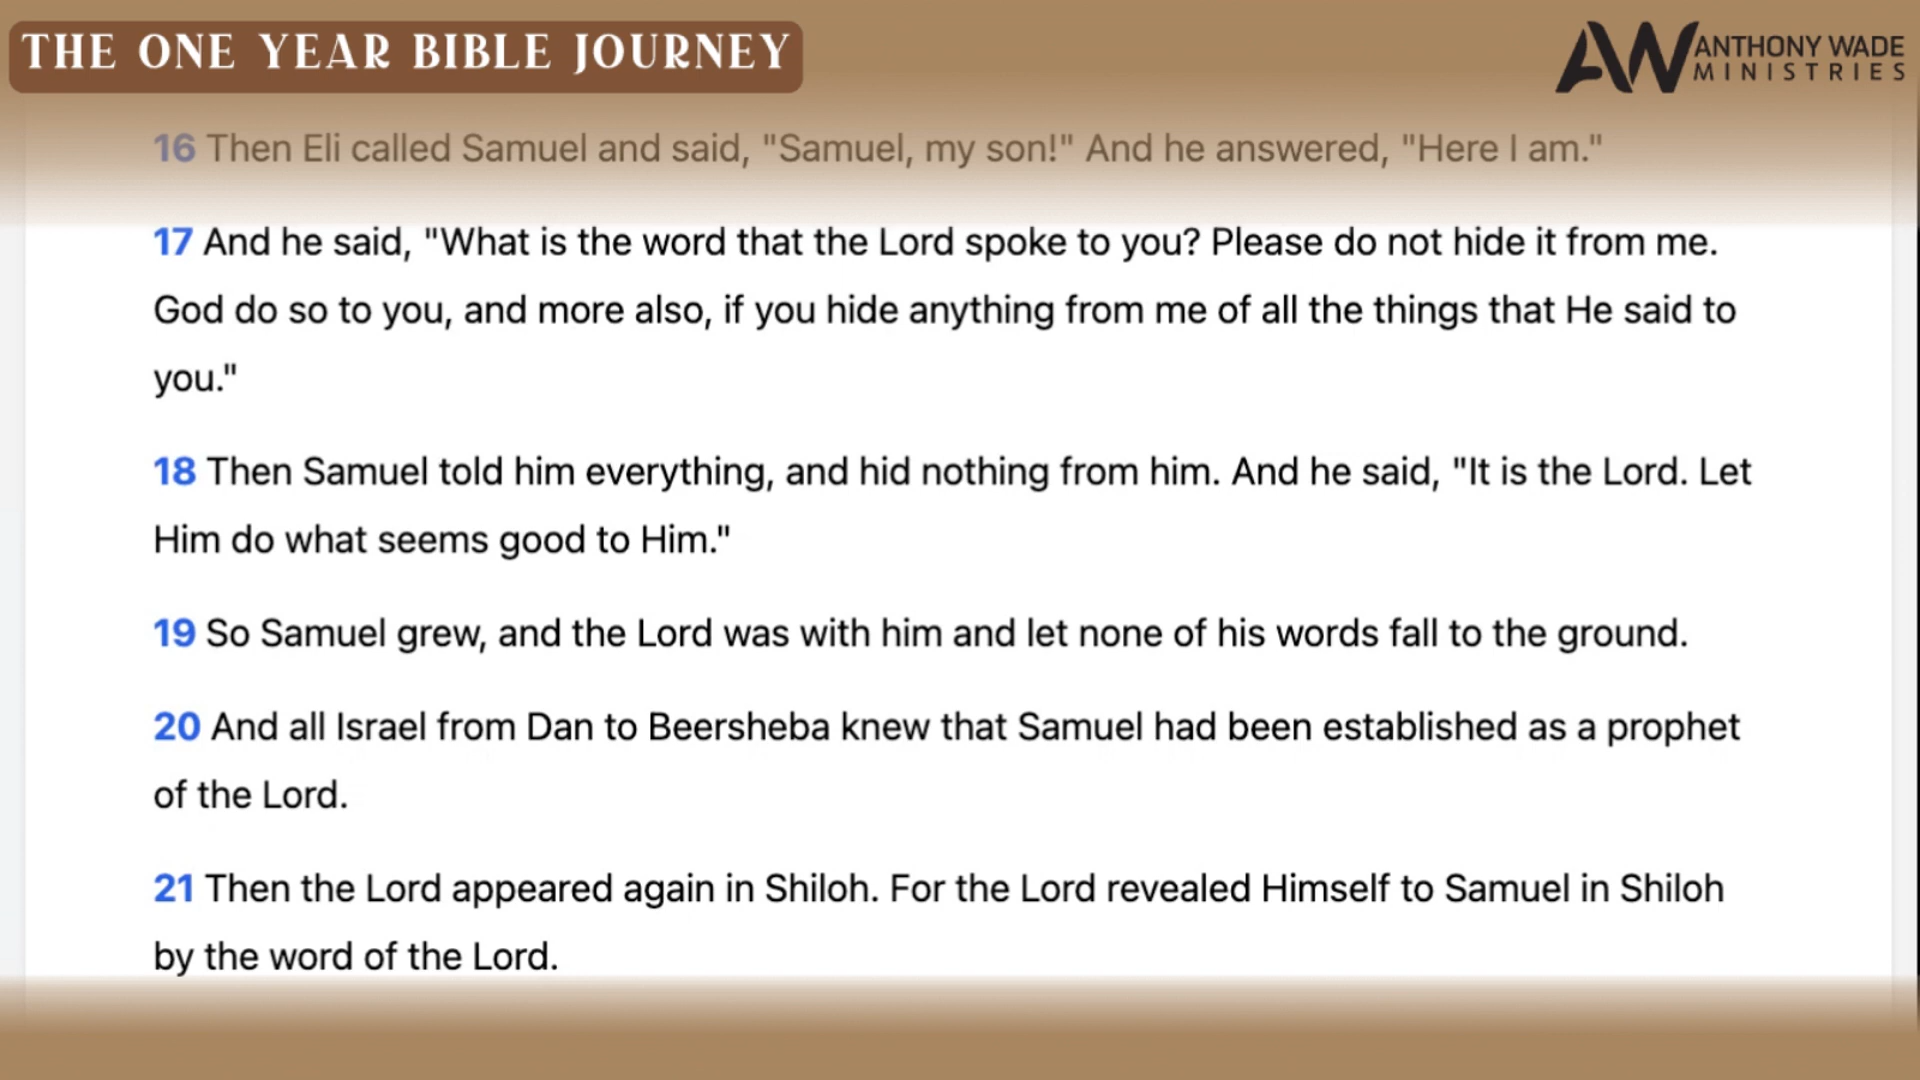 THE ONE YEAR BIBLE JOURNEY
ANTHONY WADE
MINISTRIES
16 Then Eli called Samuel and said, "Samuel, my son!" And he answered, "Here I am."
17 And he said, "What is the word that the Lord spoke to you? Please do not hide it from me.
God do so to you, and more also, if you hide anything from me of all the things that He said to
you."
18 Then Samuel told him everything, and hid nothing from him. And he said, "It is the Lord. Let
Him do what seems good to Him."
19 So Samuel grew, and the Lord was with him and let none of his words fall to the ground.
20 And all Israel from Dan to Beersheba knew that Samuel had been established as a prophet
of the Lord.
21 Then the Lord appeared again in Shiloh. For the Lord revealed Himself to Samuel in Shiloh
by the word of the Lord.